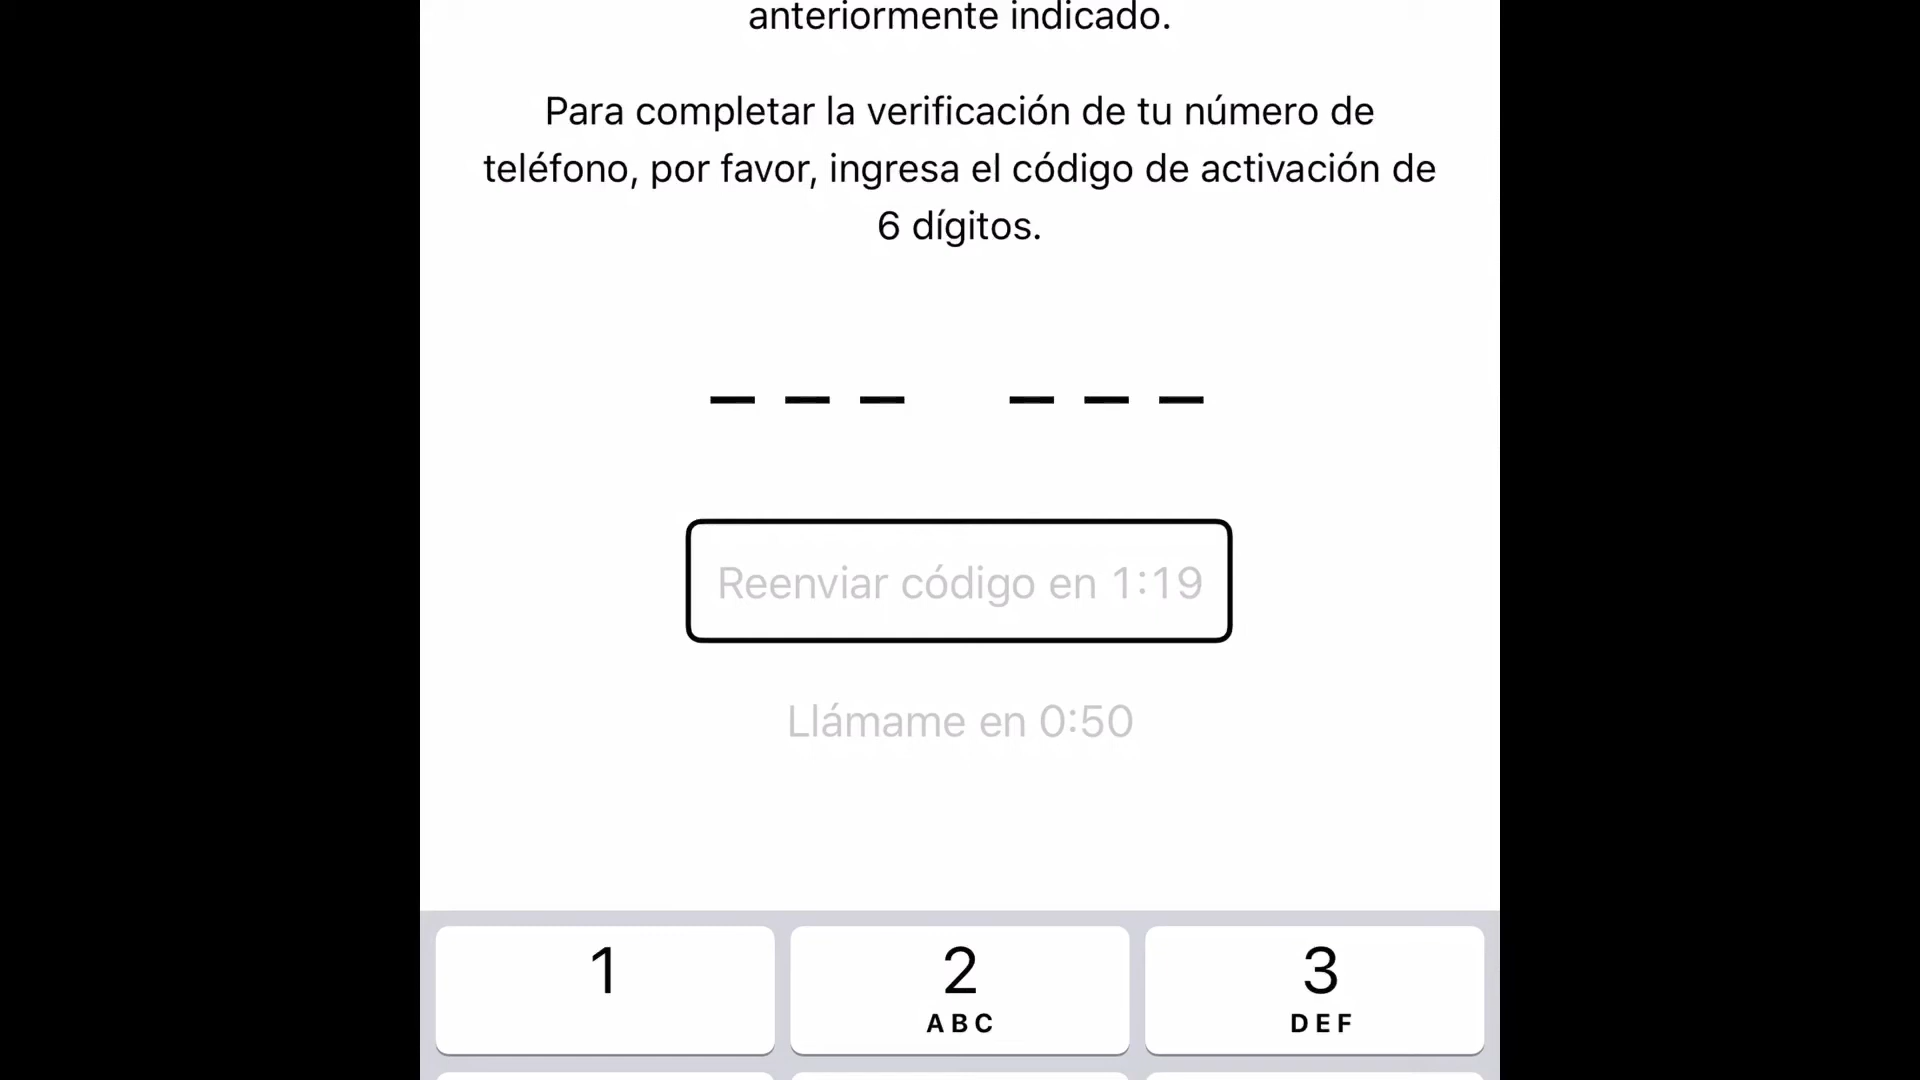 anteriormente indicado.
Para completar la verificación de tu número de
teléfono, por favor, ingresa el código de activación de
6 dígitos.
Reenviar código en 1:19
Llámame en 0:50
1
2
3
ABC
DEF